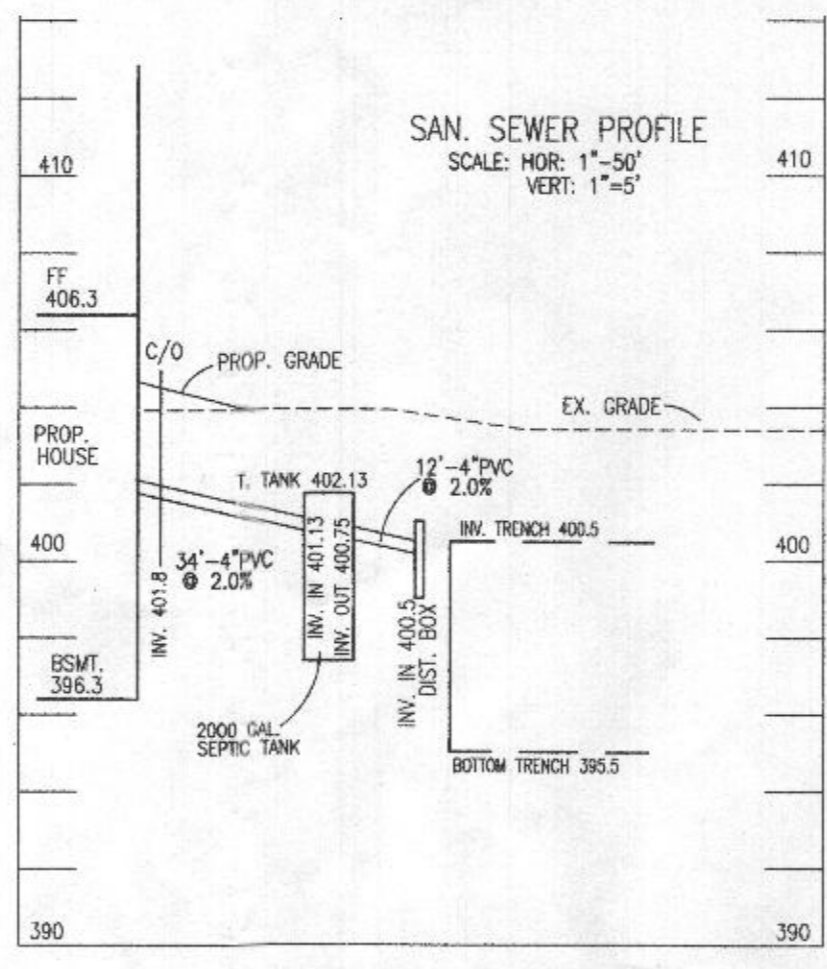 SAN. SEWER PROFILE
SCALE: HOR: 1"-50'
VERT: 1"=5'
410
410
FF
406.3
C/O
PROP. GRADE
EX. GRADE
PROP.
HOUSE
T. TANK 402.13
12'-4"PVC
@ 2.0%
INV. TRENCH 400.5
400
400
34'-4"PVC
@ 2.0%
INV. 401.8
INV. IN 401.13
INV. OUT 400.75
INV. IN 400.5
DIST. BOX
BSMT.
396.3
2000 GAL.
SEPTIC TANK
BOTTOM TRENCH 395.5
390
390